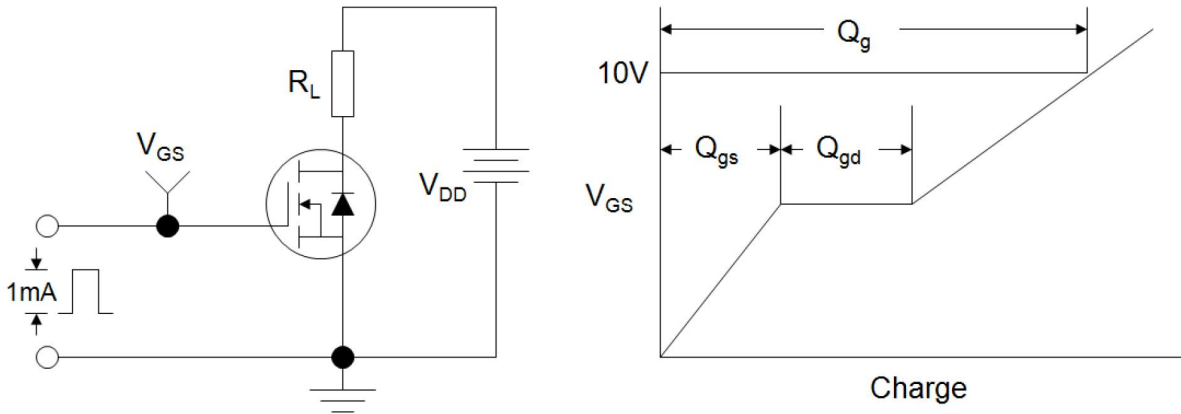 R_L
V_GS
V_DD
1mA
Q_g
10V
Q_gs
Q_gd
V_GS
Charge